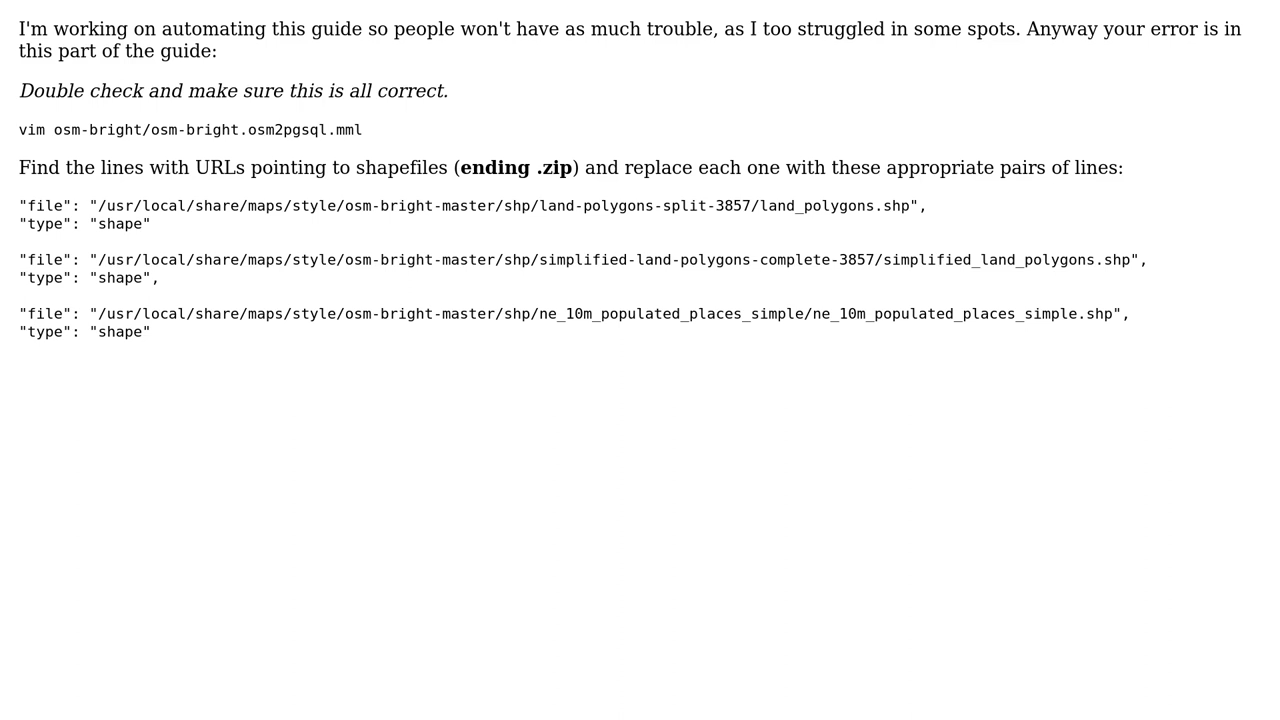 I'm working on automating this guide so people won't have as much trouble, as I too struggled in some spots. Anyway your error is in
this part of the guide:
Double check and make sure this is all correct.
vim osm-bright/osm-bright.osm2pgsql.mml
Find the lines with URLs pointing to shapefiles (ending .zip) and replace each one with these appropriate pairs of lines:
"file": "/usr/local/share/maps/style/osm-bright-master/shp/land-polygons-split-3857/land_polygons.shp",
"type": "shape"
"file": "/usr/local/share/maps/style/osm-bright-master/shp/simplified-land-polygons-complete-3857/simplified_land_polygons.shp",
"type": "shape",
"file": "/usr/local/share/maps/style/osm-bright-master/shp/ne_10m_populated_places_simple/ne_10m_populated_places_simple.shp",
"type": "shape"